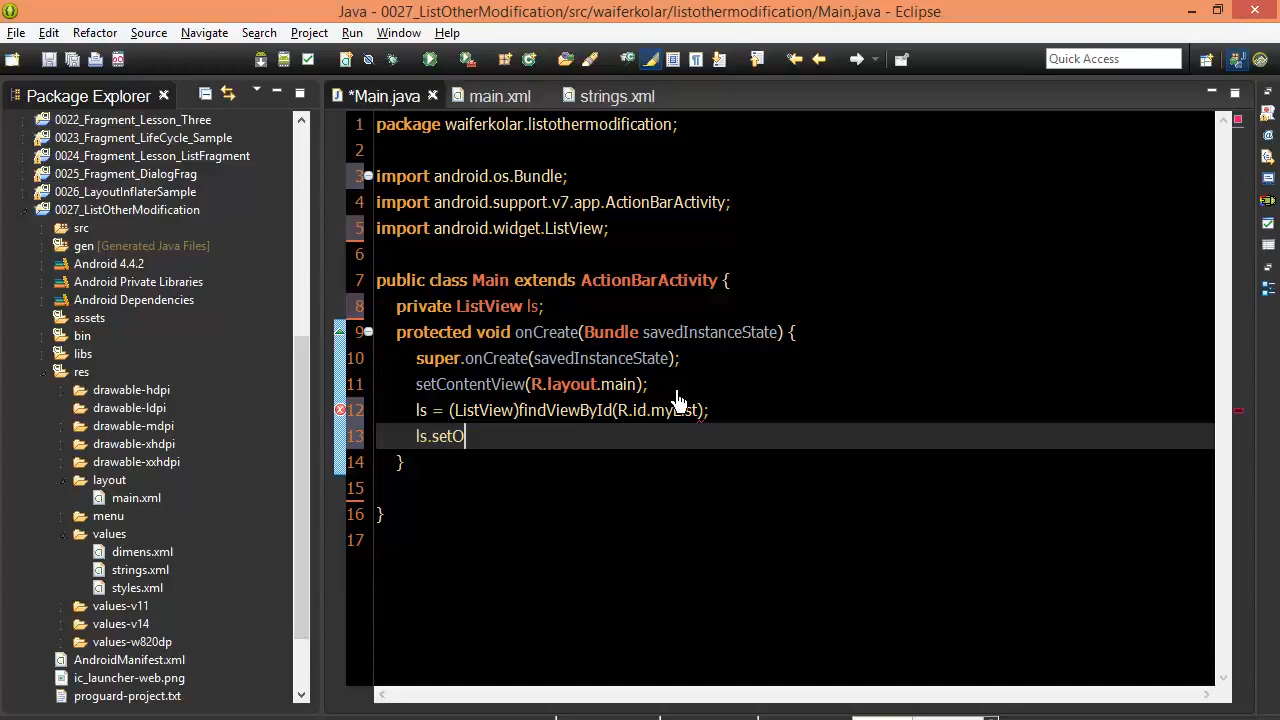 Java - 0027_ListOtherModification/src/waiferkolar/listothermodification/Main.java - Eclipse
File Edit Refactor Source Navigate Search Project Run Window Help
Quick Access
Package Explorer
*Main.java main.xml strings.xml
0022_Fragment_Lesson_Three
0023_Fragment_LifeCycle_Sample
0024_Fragment_Lesson_ListFragment
0025_Fragment_DialogFrag
0026_LayoutInflaterSample
0027_ListOtherModification
src
gen [Generated Java Files]
Android 4.4.2
Android Private Libraries
Android Dependencies
assets
bin
libs
res
drawable-hdpi
drawable-ldpi
drawable-mdpi
drawable-xhdpi
drawable-xxhdpi
layout
main.xml
menu
values
dimens.xml
strings.xml
styles.xml
values-v11
values-v14
values-w820dp
AndroidManifest.xml
ic_launcher-web.png
proguard-project.txt
1 package waiferkolar.listothermodification;
2
3 import android.os.Bundle;
4 import android.support.v7.app.ActionBarActivity;
5 import android.widget.ListView;
6
7 public class Main extends ActionBarActivity {
8 private ListView ls;
9 protected void onCreate(Bundle savedInstanceState) {
10 super.onCreate(savedInstanceState);
11 setContentView(R.layout.main);
12 ls = (ListView)findViewById(R.id.myList);
13 ls.setO
14 }
15
16 }
17